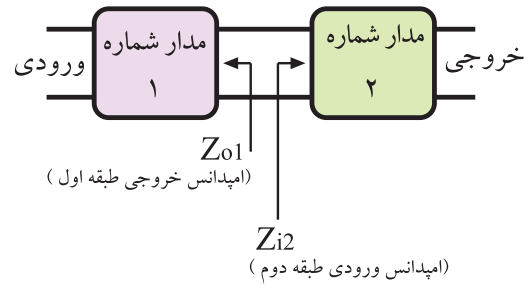 ورودی
مدار شماره
۱
مدار شماره
۲
خروجی
Zo1
(امپدانس خروجی طبقه اول )
Zi2
(امپدانس ورودی طبقه دوم )